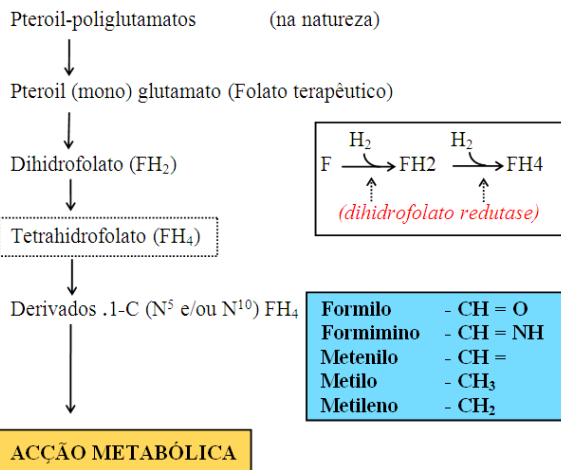 Pteroil-poliglutamatos (na natureza)
Pteroil (mono) glutamato (Folato terapêutico)
Dihidrofolato (FH₂)
Tetrahidrofolato (FH₄)
Derivados .1-C (N⁵ e/ou N¹⁰) FH₄
ACÇÃO METABÓLICA
H₂ H₂
F FH2 FH4
(dihidrofolato redutase)
Formilo - CH = O
Formimino - CH = NH
Metenilo - CH =
Metilo - CH₃
Metileno - CH₂